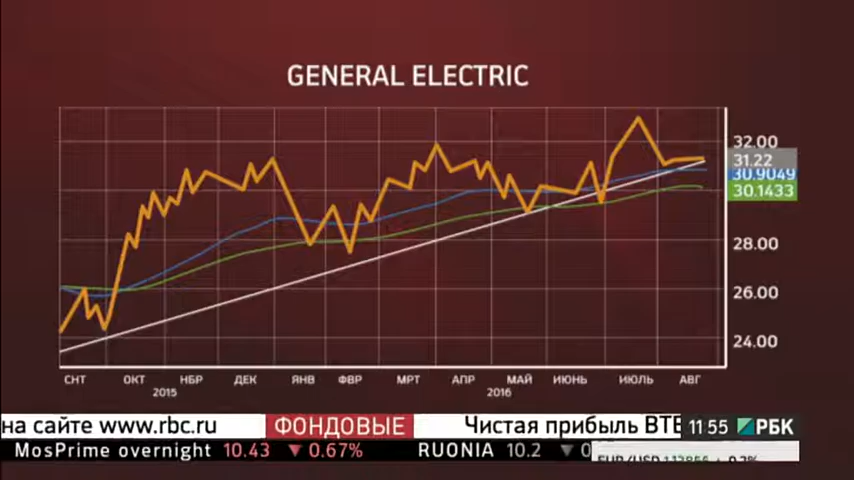 GENERAL ELECTRIC
32.00
31.22
30.9049
30.1433
28.00
26.00
24.00
СНТ ОКТ НБР ДЕК ЯНВ ФВР МРТ АПР МАЙ ИЮНЬ ИЮЛЬ АВГ
2015 2016
на сайте www.rbc.ru ФОНДОВЫЕ Чистая прибыль ВТБ 11:55 РБК
MosPrime overnight 10.43 ▼ 0.67% RUONIA 10.2 ▼ 0